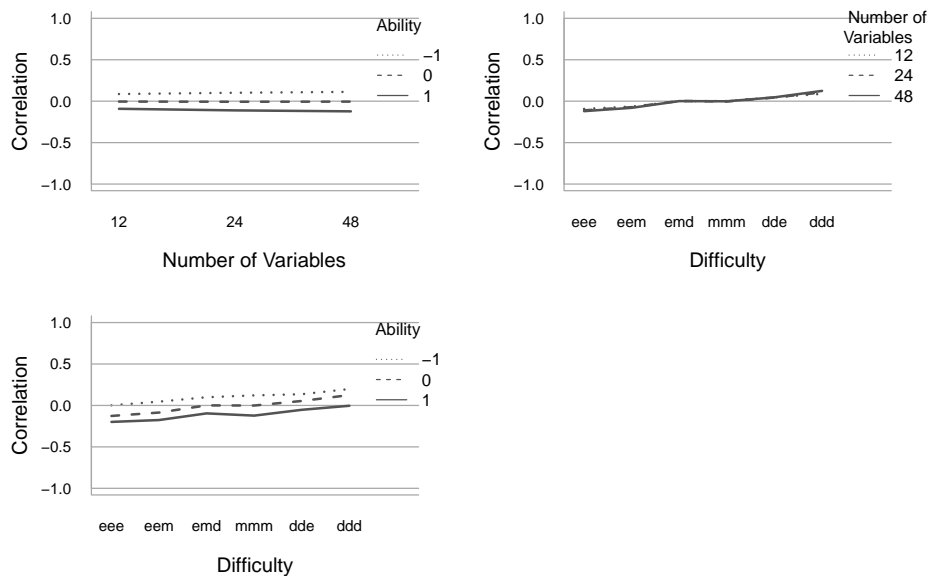 1.0
0.5
0.0
−0.5
−1.0
Correlation
12 24 48
Number of Variables
Ability
−1
0
1
1.0
0.5
0.0
−0.5
−1.0
Correlation
eee eem emd mmm dde ddd
Difficulty
Number of
Variables
12
24
48
1.0
0.5
0.0
−0.5
−1.0
Correlation
eee eem emd mmm dde ddd
Difficulty
Ability
−1
0
1